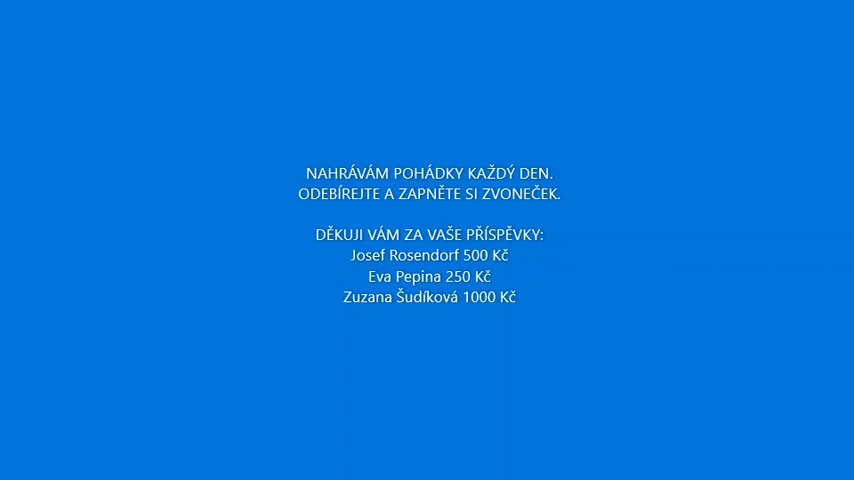 NAHRÁVÁM POHÁDKY KAŽDÝ DEN.
ODEBÍREJTE A ZAPNĚTE SI ZVONEČEK.
DĚKUJI VÁM ZA VAŠE PŘÍSPĚVKY:
Josef Rosendorf 500 Kč
Eva Pepina 250 Kč
Zuzana Šudíková 1000 Kč